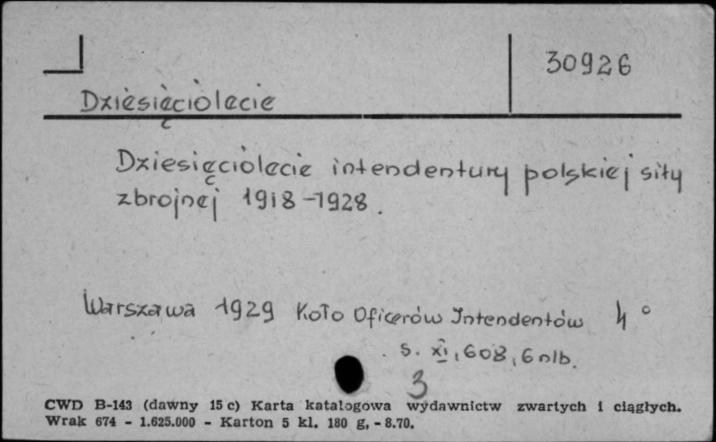 30926
Dziesięciolecie
Dziesięciolecie intendentury polskiej siły
zbrojnej 1918-1928.
Warszawa 1929 Koło Oficerów Intendentów 4°
s. XI, 608, 6 nlb.
3
CWD B-143 (dawny 15 c) Karta katalogowa wydawnictw zwartych i ciągłych.
Wrak 674 - 1.625.000 - Karton 5 kl. 180 g, - 8.70.